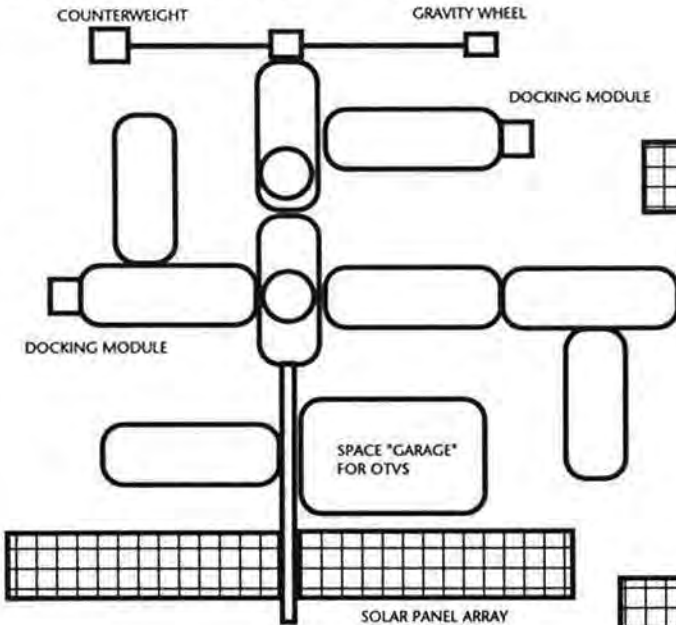 COUNTERWEIGHT
GRAVITY WHEEL
DOCKING MODULE
DOCKING MODULE
SPACE "GARAGE"
FOR OTVS
SOLAR PANEL ARRAY